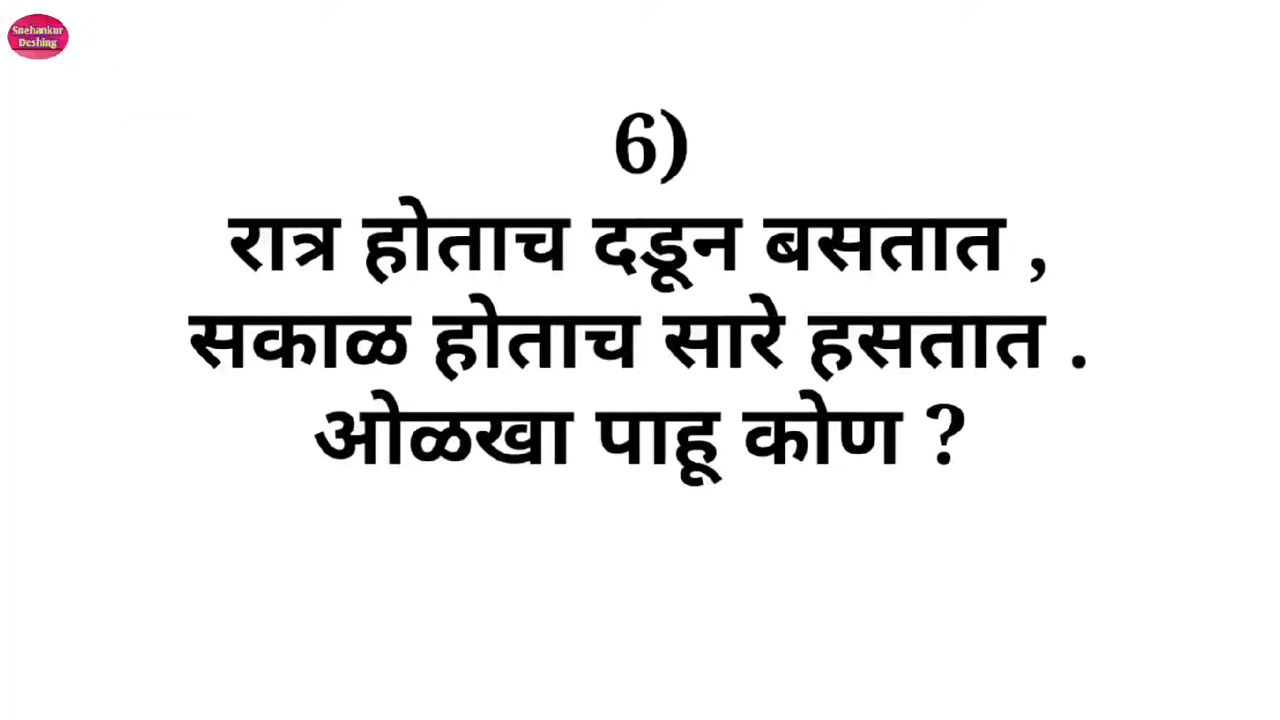 Snehankur
Deshing
6)
रात्र होताच दडून बसतात ,
सकाळ होताच सारे हसतात .
ओळखा पाहू कोण ?